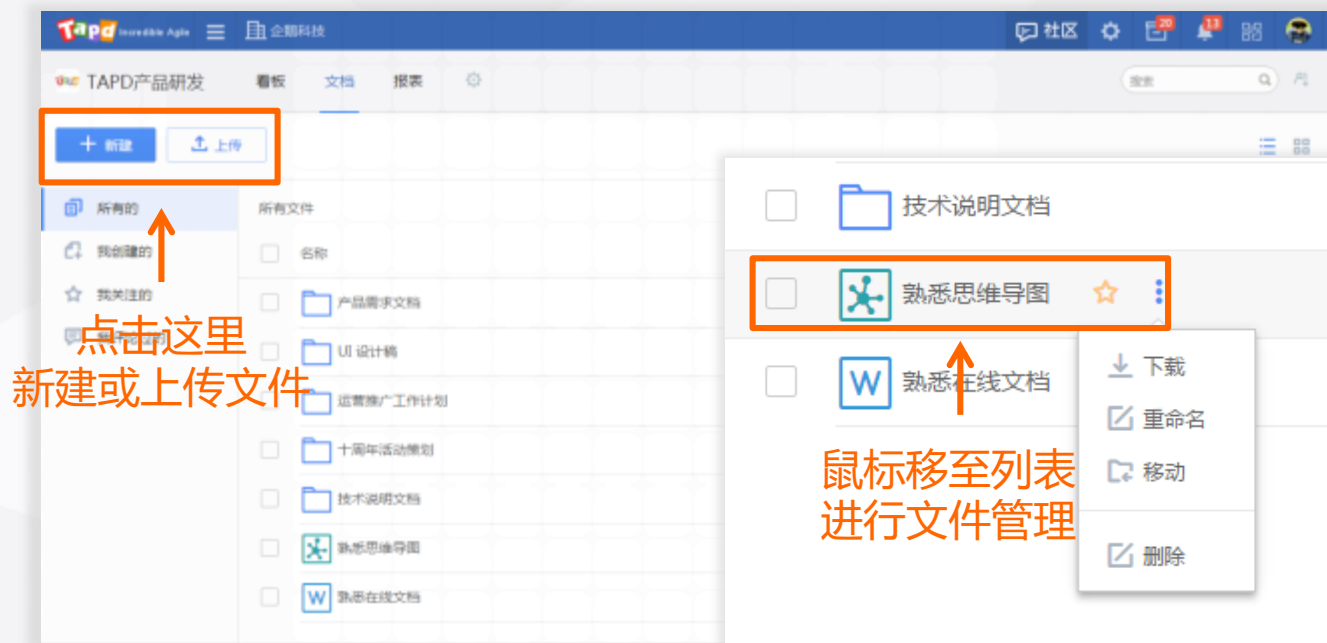 Tapd Incredible Agile 企鹅科技 社区 20 13
TAPD产品研发 看板 文档 报表 搜索
+ 新建 上传
所有的
我创建的
我关注的
点击这里
新建或上传文件
所有文件
名称
产品需求文档
UI 设计稿
运营推广工作计划
十周年活动策划
技术说明文档
熟悉思维导图
W 熟悉在线文档
技术说明文档
熟悉思维导图
W 熟悉在线文档
下载
重命名
移动
删除
鼠标移至列表
进行文件管理